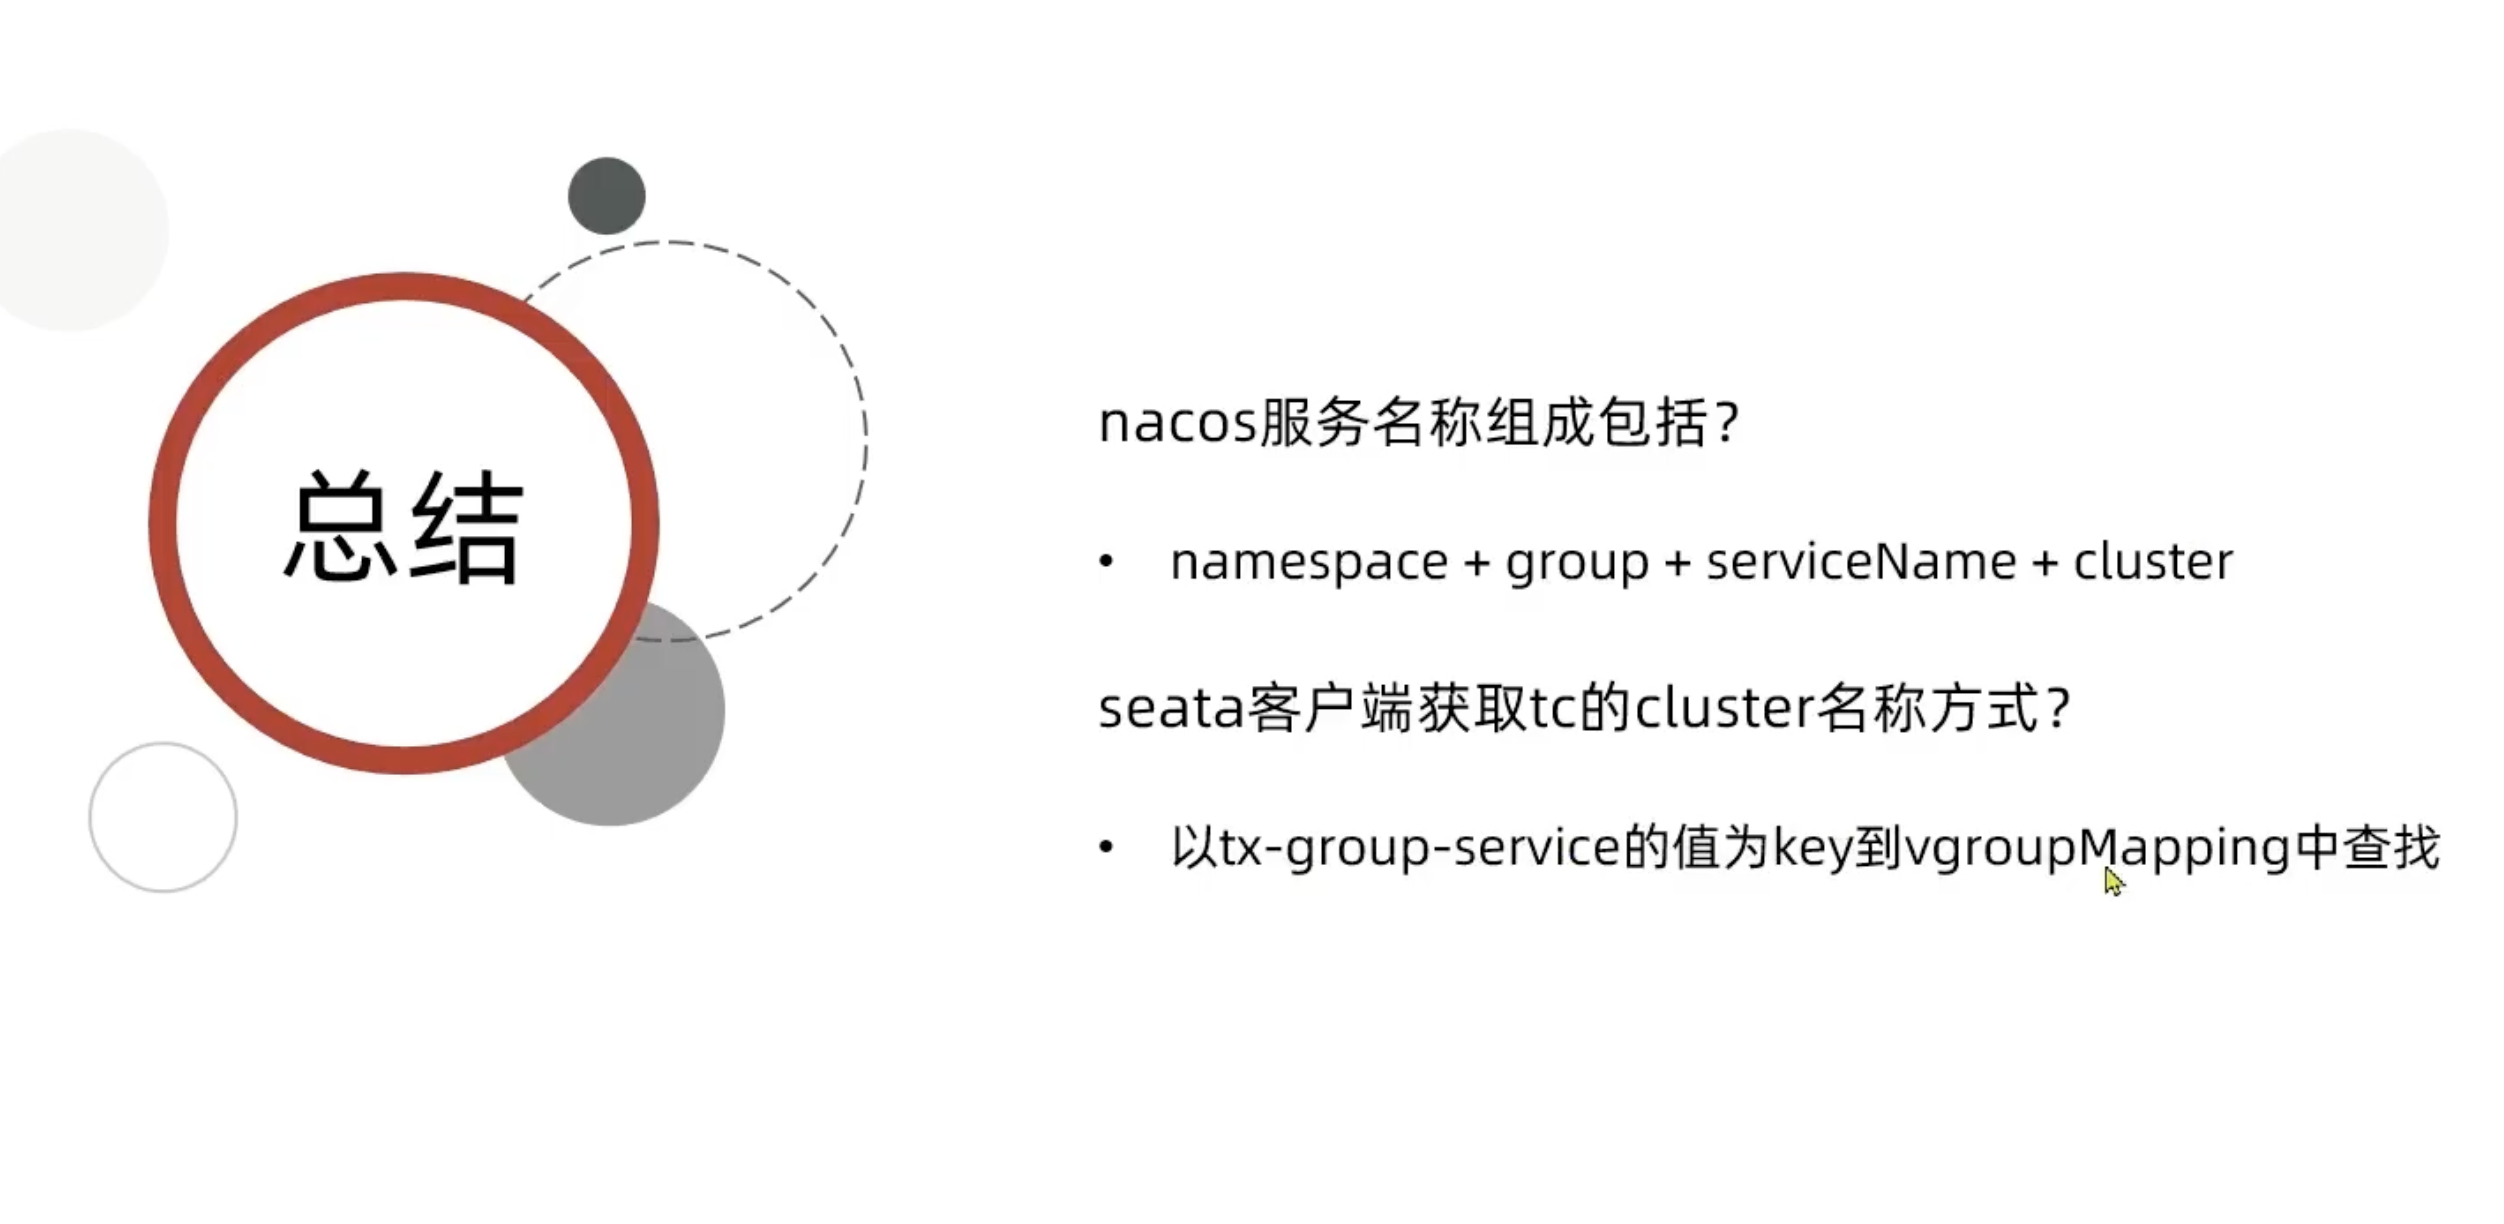 总结
nacos服务名称组成包括？
• namespace + group + serviceName + cluster
seata客户端获取tc的cluster名称方式？
• 以tx-group-service的值为key到vgroupMapping中查找